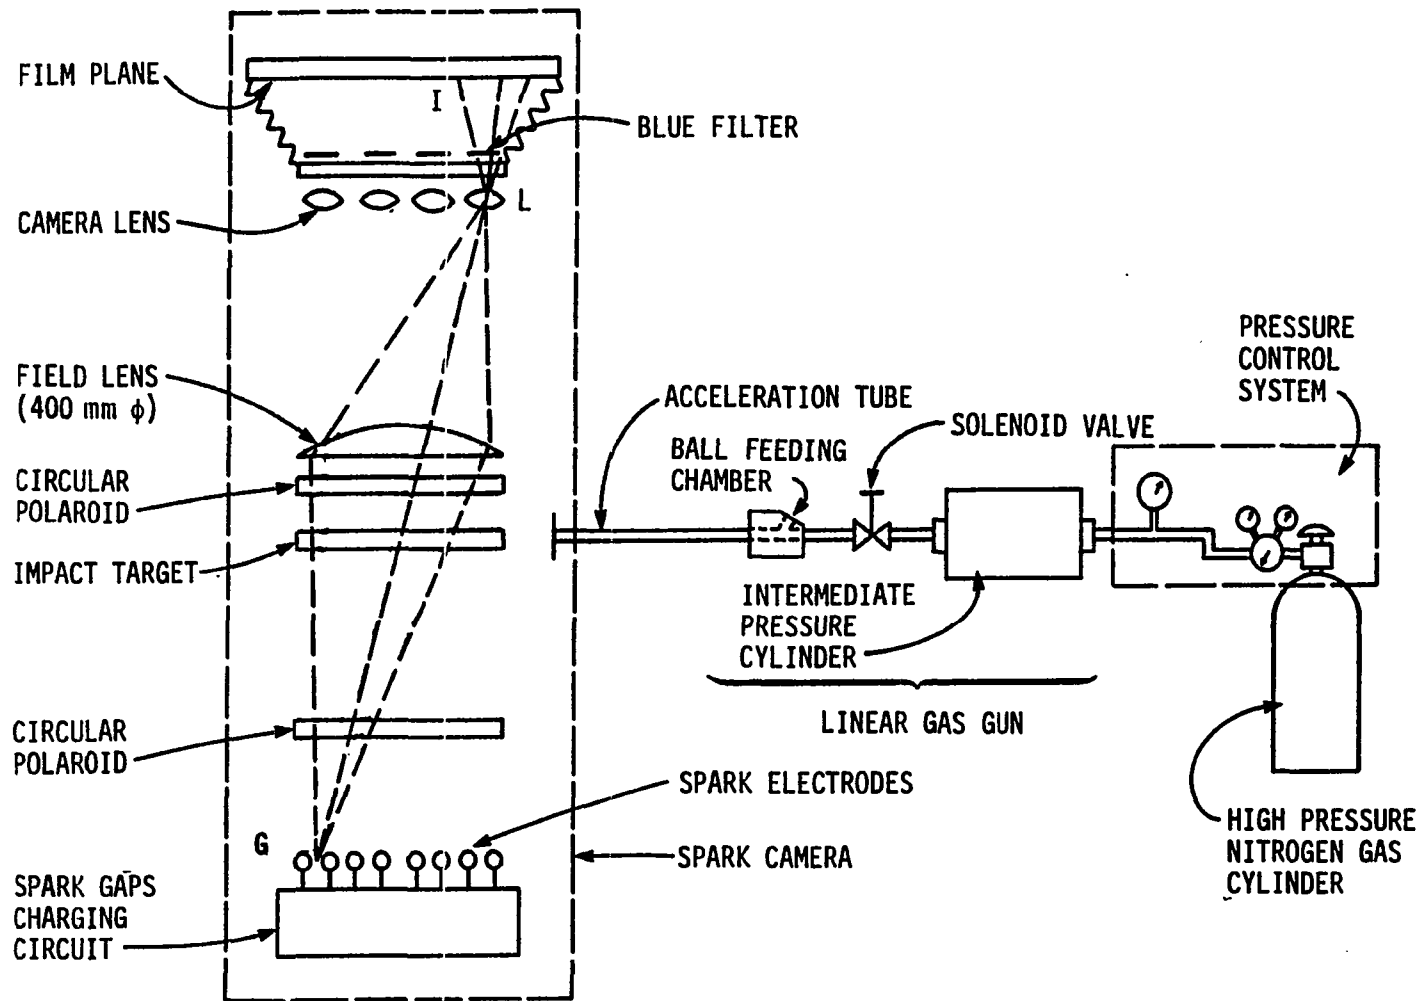 FILM PLANE
I
BLUE FILTER
CAMERA LENS
L
FIELD LENS
(400 mm ϕ)
CIRCULAR
POLAROID
IMPACT TARGET
CIRCULAR
POLAROID
G
SPARK GAPS
CHARGING
CIRCUIT
SPARK ELECTRODES
SPARK CAMERA
ACCELERATION TUBE
BALL FEEDING
CHAMBER
SOLENOID VALVE
PRESSURE
CONTROL
SYSTEM
INTERMEDIATE
PRESSURE
CYLINDER
LINEAR GAS GUN
HIGH PRESSURE
NITROGEN GAS
CYLINDER